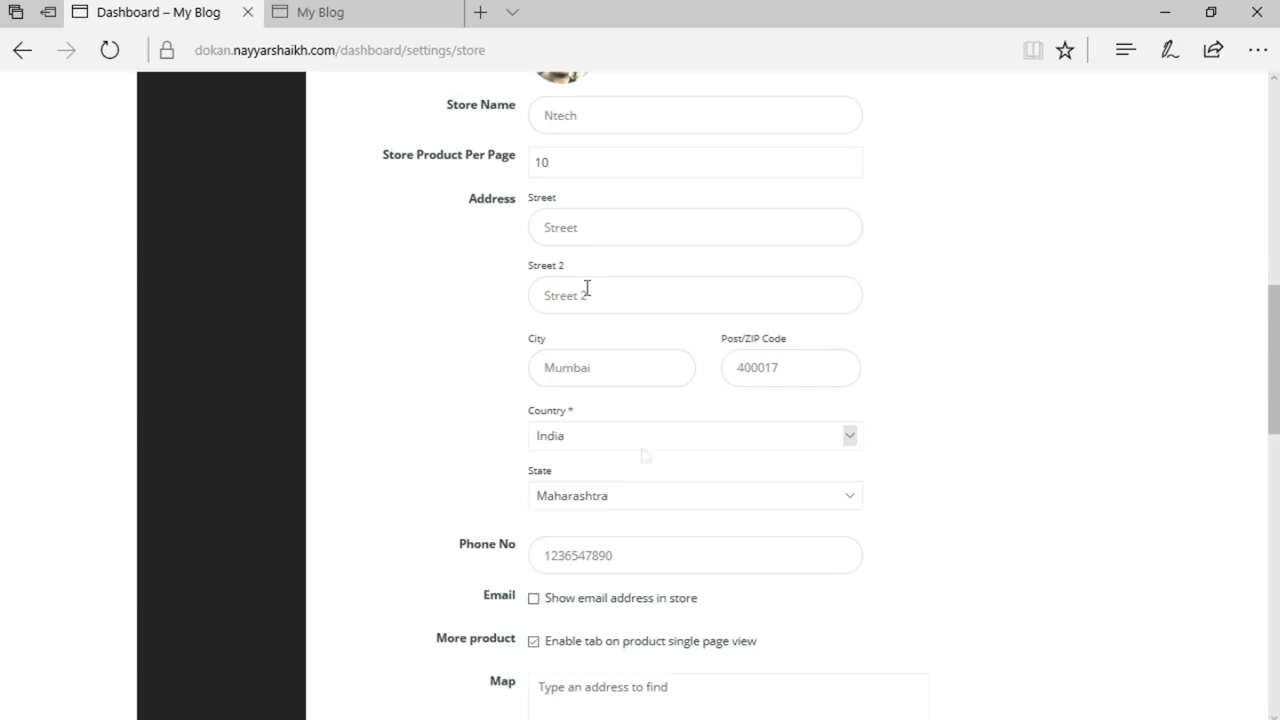 Dashboard – My Blog
My Blog
dokan.nayyarshaikh.com/dashboard/settings/store
Store Name
Ntech
Store Product Per Page
10
Address
Street
Street
Street 2
Street 2
City
Post/ZIP Code
Mumbai
400017
Country *
India
State
Maharashtra
Phone No
1236547890
Email
Show email address in store
More product
Enable tab on product single page view
Map
Type an address to find